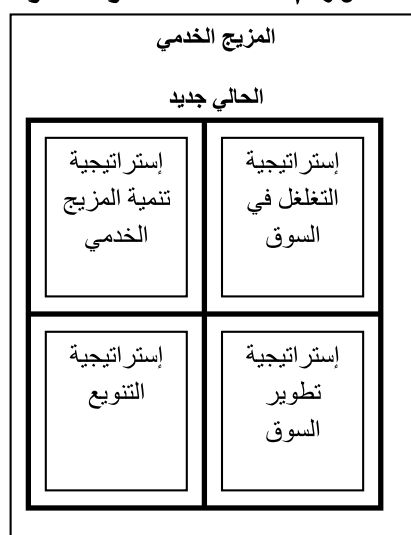 المزيج الخدمي
الحالي جديد
إستراتيجية
التغلغل في
السوق
إستراتيجية
تنمية المزيج
الخدمي
إستراتيجية
تطوير
السوق
إستراتيجية
التنويع